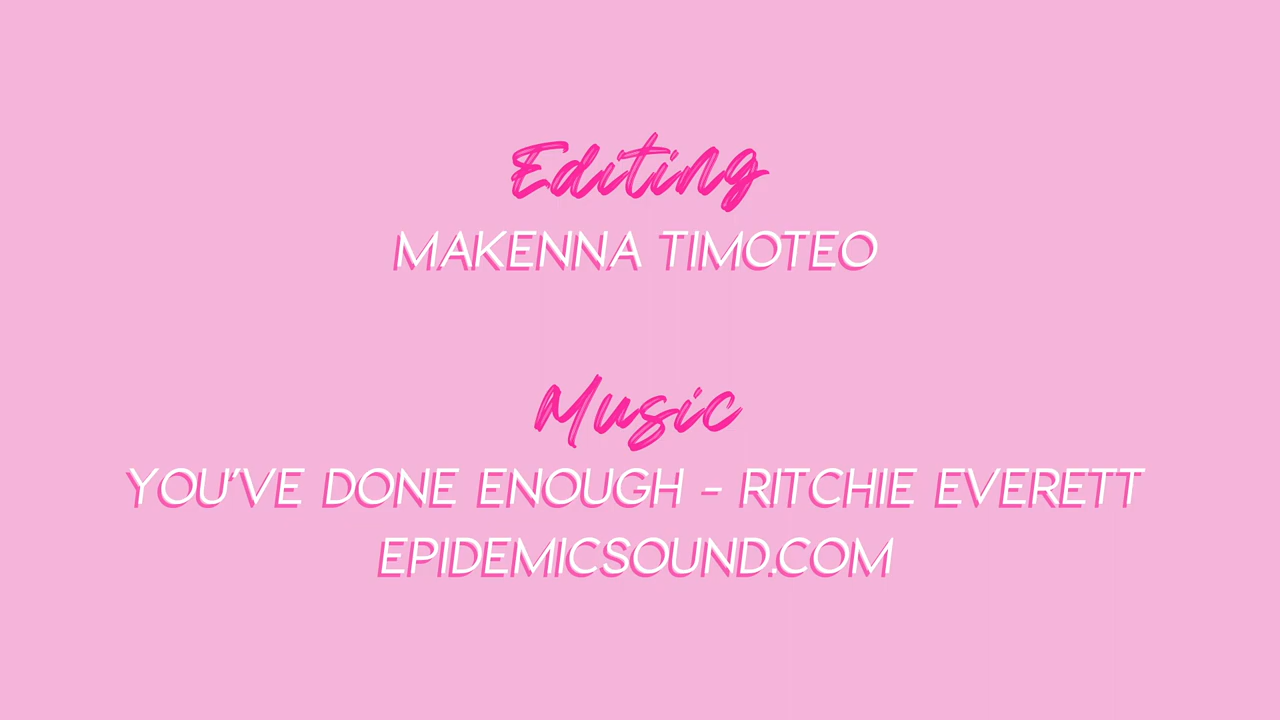 Editing
MAKENNA TIMOTEO
Music
YOU'VE DONE ENOUGH - RITCHIE EVERETT
EPIDEMICSOUND.COM